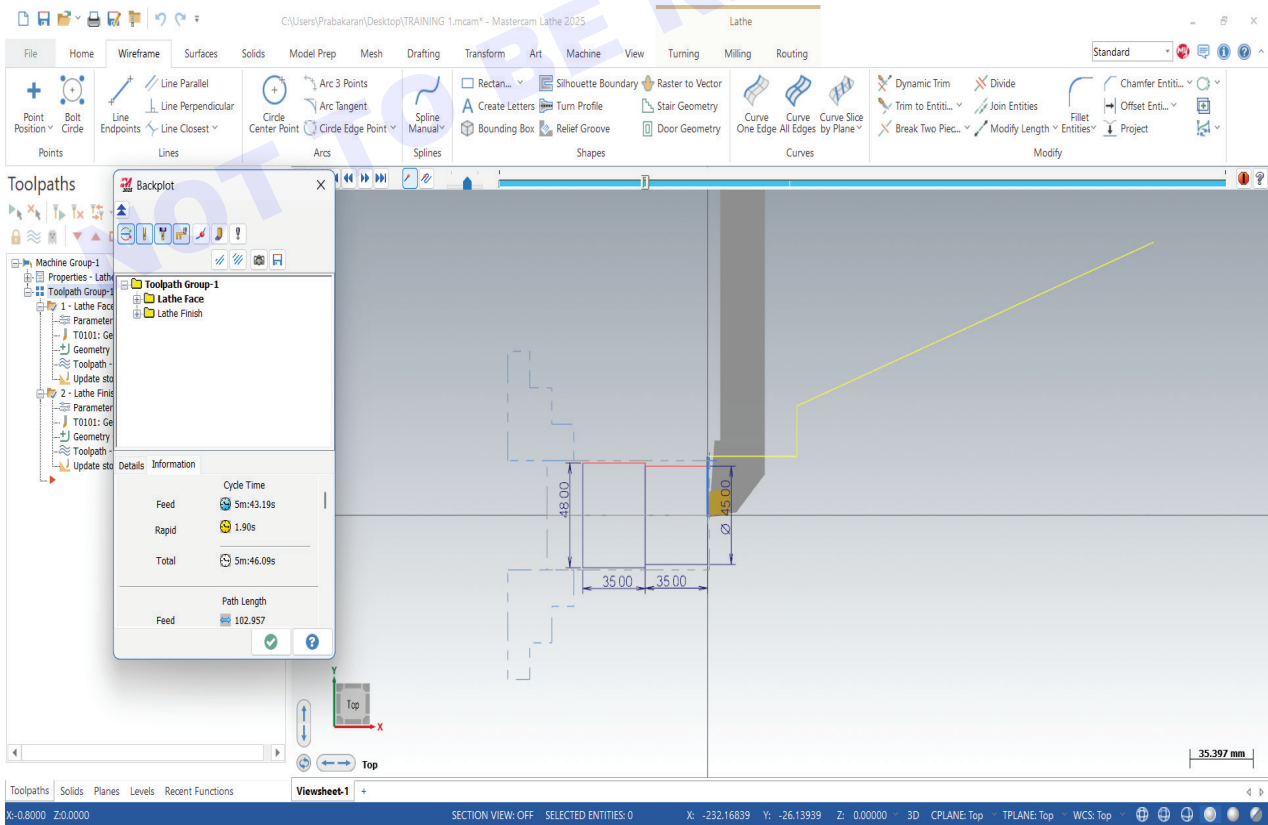 C:\Users\Prabakaran\Desktop\TRAINING 1.mcam* - Mastercam Lathe 2025
Lathe
File Home Wireframe Surfaces Solids Model Prep Mesh Drafting Transform Art Machine View Turning Milling Routing
Standard
Point Position
Bolt Circle
Points
Line Endpoints
Line Parallel
Line Perpendicular
Line Closest
Lines
Circle Center Point
Arc 3 Points
Arc Tangent
Circle Edge Point
Arcs
Spline Manual
Splines
Rectan...
Create Letters
Bounding Box
Silhouette Boundary
Turn Profile
Relief Groove
Raster to Vector
Stair Geometry
Door Geometry
Shapes
Curve One Edge
Curve All Edges
Curve Slice by Plane
Curves
Dynamic Trim
Trim to Entiti...
Break Two Piec...
Divide
Join Entities
Modify Length
Fillet Entities
Chamfer Entiti...
Offset Enti...
Project
Modify
NOT TO BE
Toolpaths
Machine Group-1
Properties - Lath
Toolpath Group-1
1 - Lathe Face
Parameter
T0101: Ge
Geometry
Toolpath -
Update sto
2 - Lathe Finis
Parameter
T0101: Ge
Geometry
Toolpath -
Update sto
Backplot
Toolpath Group-1
Lathe Face
Lathe Finish
Details Information
Cycle Time
Feed 5m:43.19s
Rapid 1.90s
Total 5m:46.09s
Path Length
Feed 102.957
48.00
Ø 45.00
35.00 35.00
Y
Top
X
Top
35.397 mm
Toolpaths Solids Planes Levels Recent Functions
Viewsheet-1 +
X:-0.8000 Z:0.0000 SECTION VIEW: OFF SELECTED ENTITIES: 0 X: -232.16839 Y: -26.13939 Z: 0.00000 3D CPLANE: Top TPLANE: Top WCS: Top